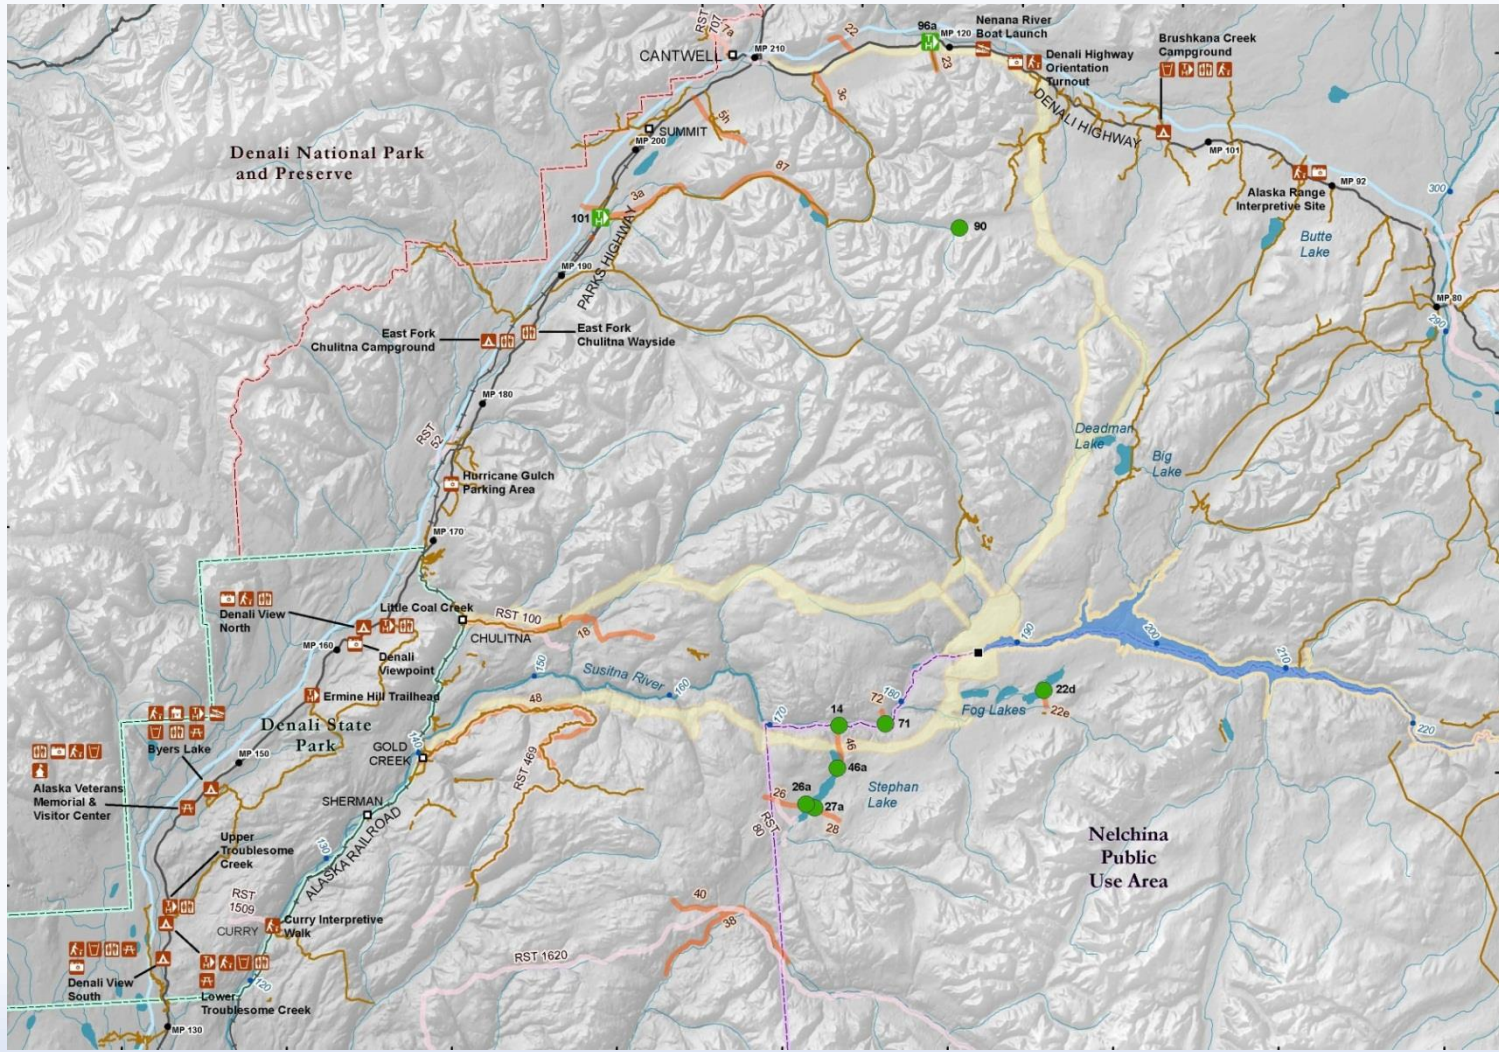 RST
707
7a
22
96a
MP 120
Nenana River
Boat Launch
Brushkana Creek
Campground
CANTWELL
MP 210
23
Denali Highway
Orientation
Turnout
3c
5h
DENALI HIGHWAY
SUMMIT
MP 200
MP 101
Denali National Park
and Preserve
87
MP 92
300
3a
Alaska Range
Interpretive Site
101
PARKS HIGHWAY
90
Butte
Lake
MP 190
MP 80
290
East Fork
Chulitna Campground
East Fork
Chulitna Wayside
MP 180
RST
52
Deadman
Lake
Big
Lake
Hurricane Gulch
Parking Area
MP 170
Denali View
North
Little Coal Creek
RST 100
18
CHULITNA
190
200
MP 160
Denali
Viewpoint
150
Susitna River
160
210
Ermine Hill Trailhead
48
180
72
22d
Fog Lakes
22e
170
14
71
220
Denali State
Park
Byers Lake
140
GOLD
CREEK
MP 150
46
46a
RST 469
Alaska Veterans
Memorial &
Visitor Center
Stephan
Lake
26a
26
27a
28
SHERMAN
RST
80
ALASKA RAILROAD
Upper
Troublesome
Creek
130
Nelchina
Public
Use Area
RST
1509
CURRY
Curry Interpretive
Walk
40
38
RST 1620
Denali View
South
120
Lower
Troublesome Creek
MP 130